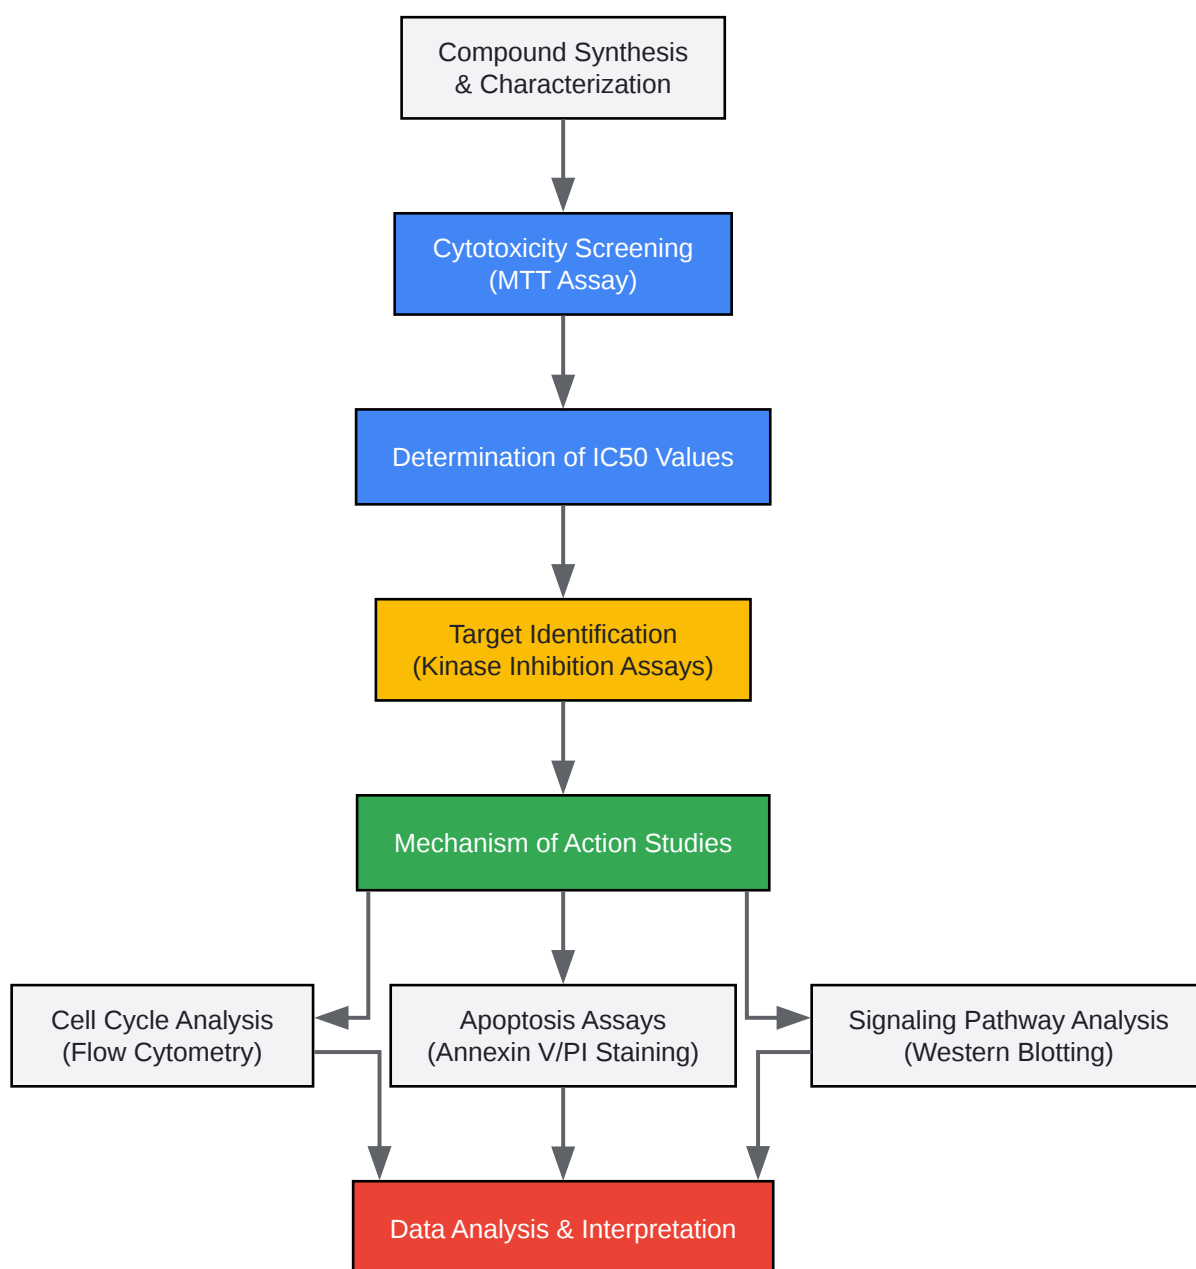 Compound Synthesis
& Characterization
Cytotoxicity Screening
(MTT Assay)
Determination of IC50 Values
Target Identification
(Kinase Inhibition Assays)
Mechanism of Action Studies
Cell Cycle Analysis
(Flow Cytometry)
Apoptosis Assays
(Annexin V/PI Staining)
Signaling Pathway Analysis
(Western Blotting)
Data Analysis & Interpretation